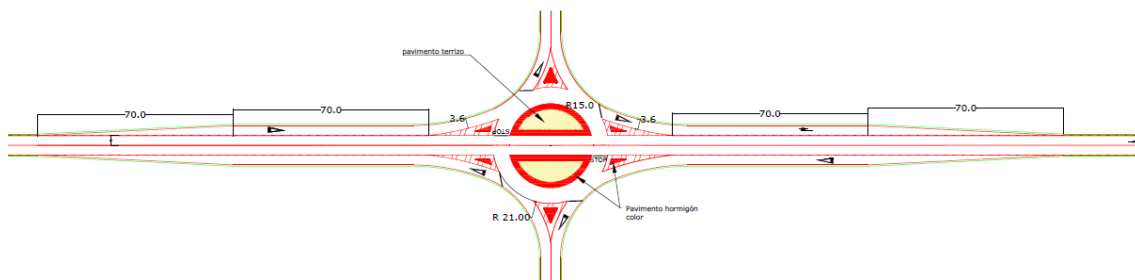 pavimento terrizo
70.0
70.0
3.6
R15.0
3.6
70.0
70.0
STOP
STOP
R 21.00
Pavimento hormigón
color